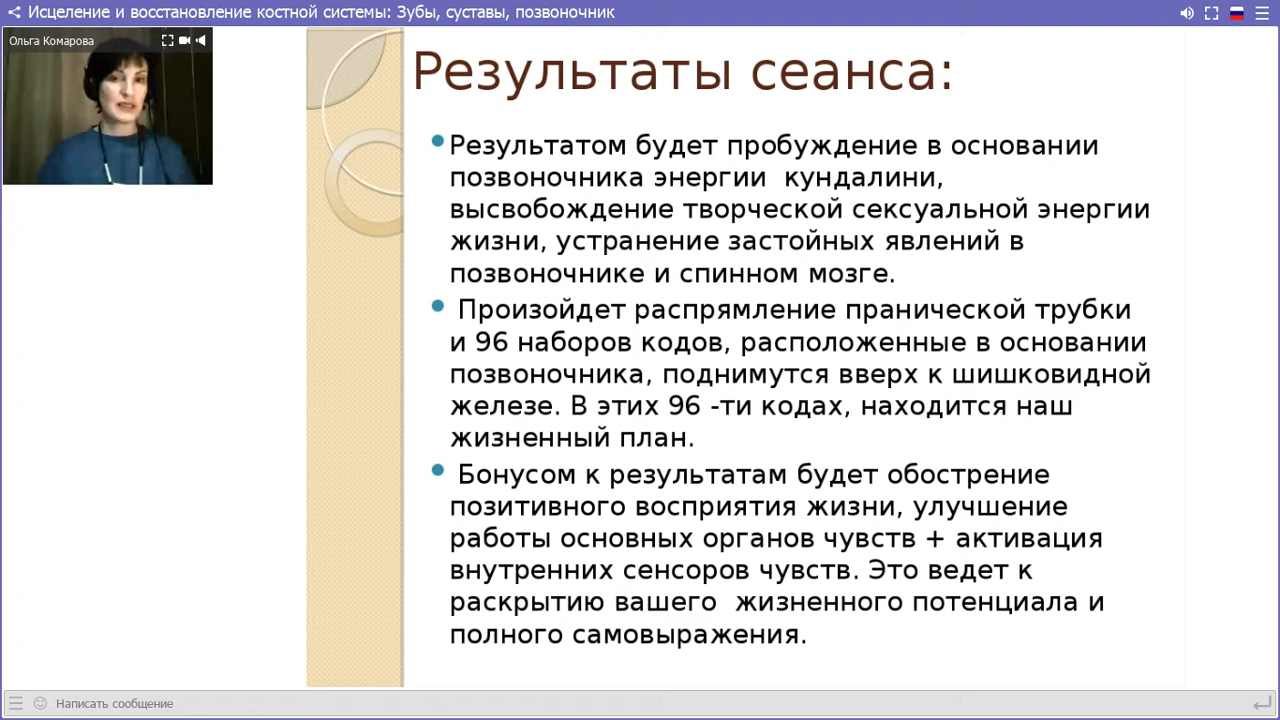 Исцеление и восстановление костной системы: Зубы, суставы, позвоночник
Ольга Комарова
Результаты сеанса:
Результатом будет пробуждение в основании
позвоночника энергии  кундалини,
высвобождение творческой сексуальной энергии
жизни, устранение застойных явлений в
позвоночнике и спинном мозге.
Произойдет распрямление пранической трубки
и 96 наборов кодов, расположенные в основании
позвоночника, поднимутся вверх к шишковидной
железе. В этих 96 -ти кодах, находится наш
жизненный план.
Бонусом к результатам будет обострение
позитивного восприятия жизни, улучшение
работы основных органов чувств + активация
внутренних сенсоров чувств. Это ведет к
раскрытию вашего  жизненного потенциала и
полного самовыражения.
Написать сообщение